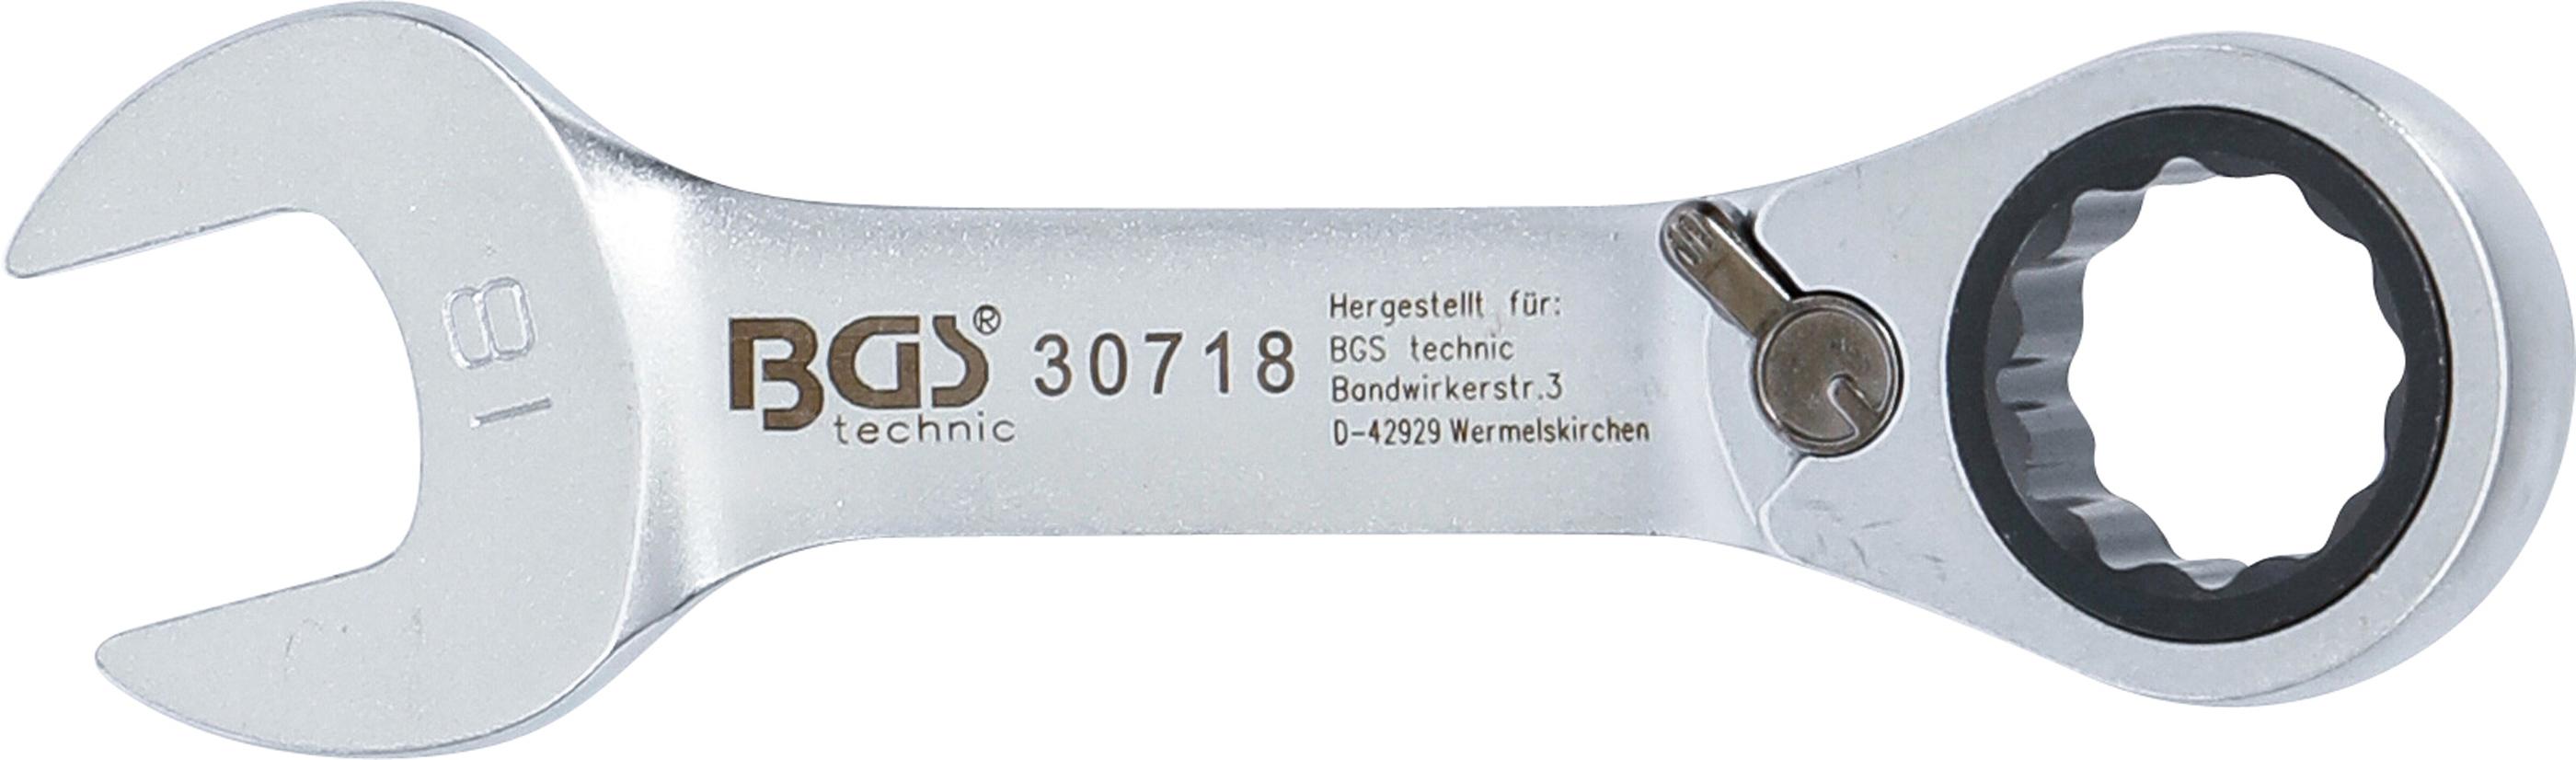 18
BGS®
technic
30718
Hergestellt für:
BGS technic
Bandwirkerstr.3
D-42929 Wermelskirchen